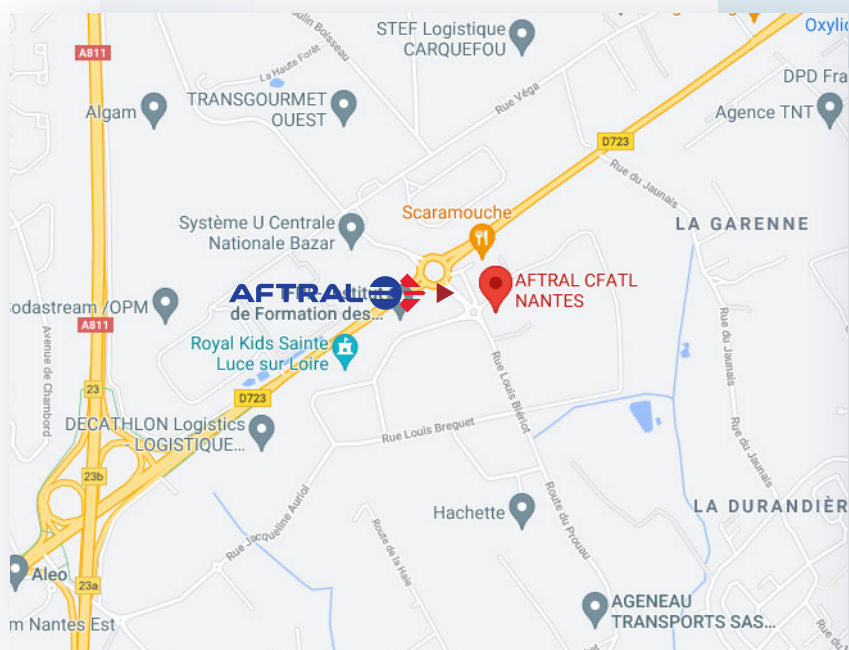 STEF Logistique
CARQUEFOU
Oxylio
A811
La Haute Forêt
DPD Fra
TRANSGOURMET
OUEST
Rue Véga
Algam
Agence TNT
D723
Rue du Jaunais
Scaramouche
LA GARENNE
Système U Centrale
Nationale Bazar
AFTRAL CFATL
NANTES
AFTRAL
de Formation des...
odastream /OPM
A811
Avenue de Chambord
Royal Kids Sainte
Luce sur Loire
Rue du Jaunais
Rue Louis Blériot
23
D723
DECATHLON Logistics
- LOGISTIQUE...
Rue Louis Breguet
Rue du Jaunais
23b
Hachette
Route du Prouau
LA DURANDIÈR
Rue Jacqueline Auriol
Route de la Haie
Aleo
23a
AGENEAU
TRANSPORTS SAS...
m Nantes Est